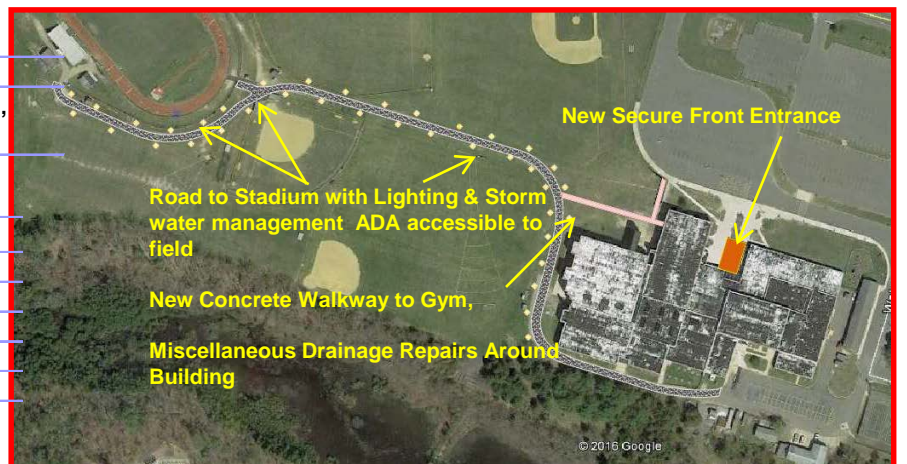 ,
New Secure Front Entrance
Road to Stadium with Lighting & Storm
water management ADA accessible to
field
New Concrete Walkway to Gym,
Miscellaneous Drainage Repairs Around
Building
© 2016 Google